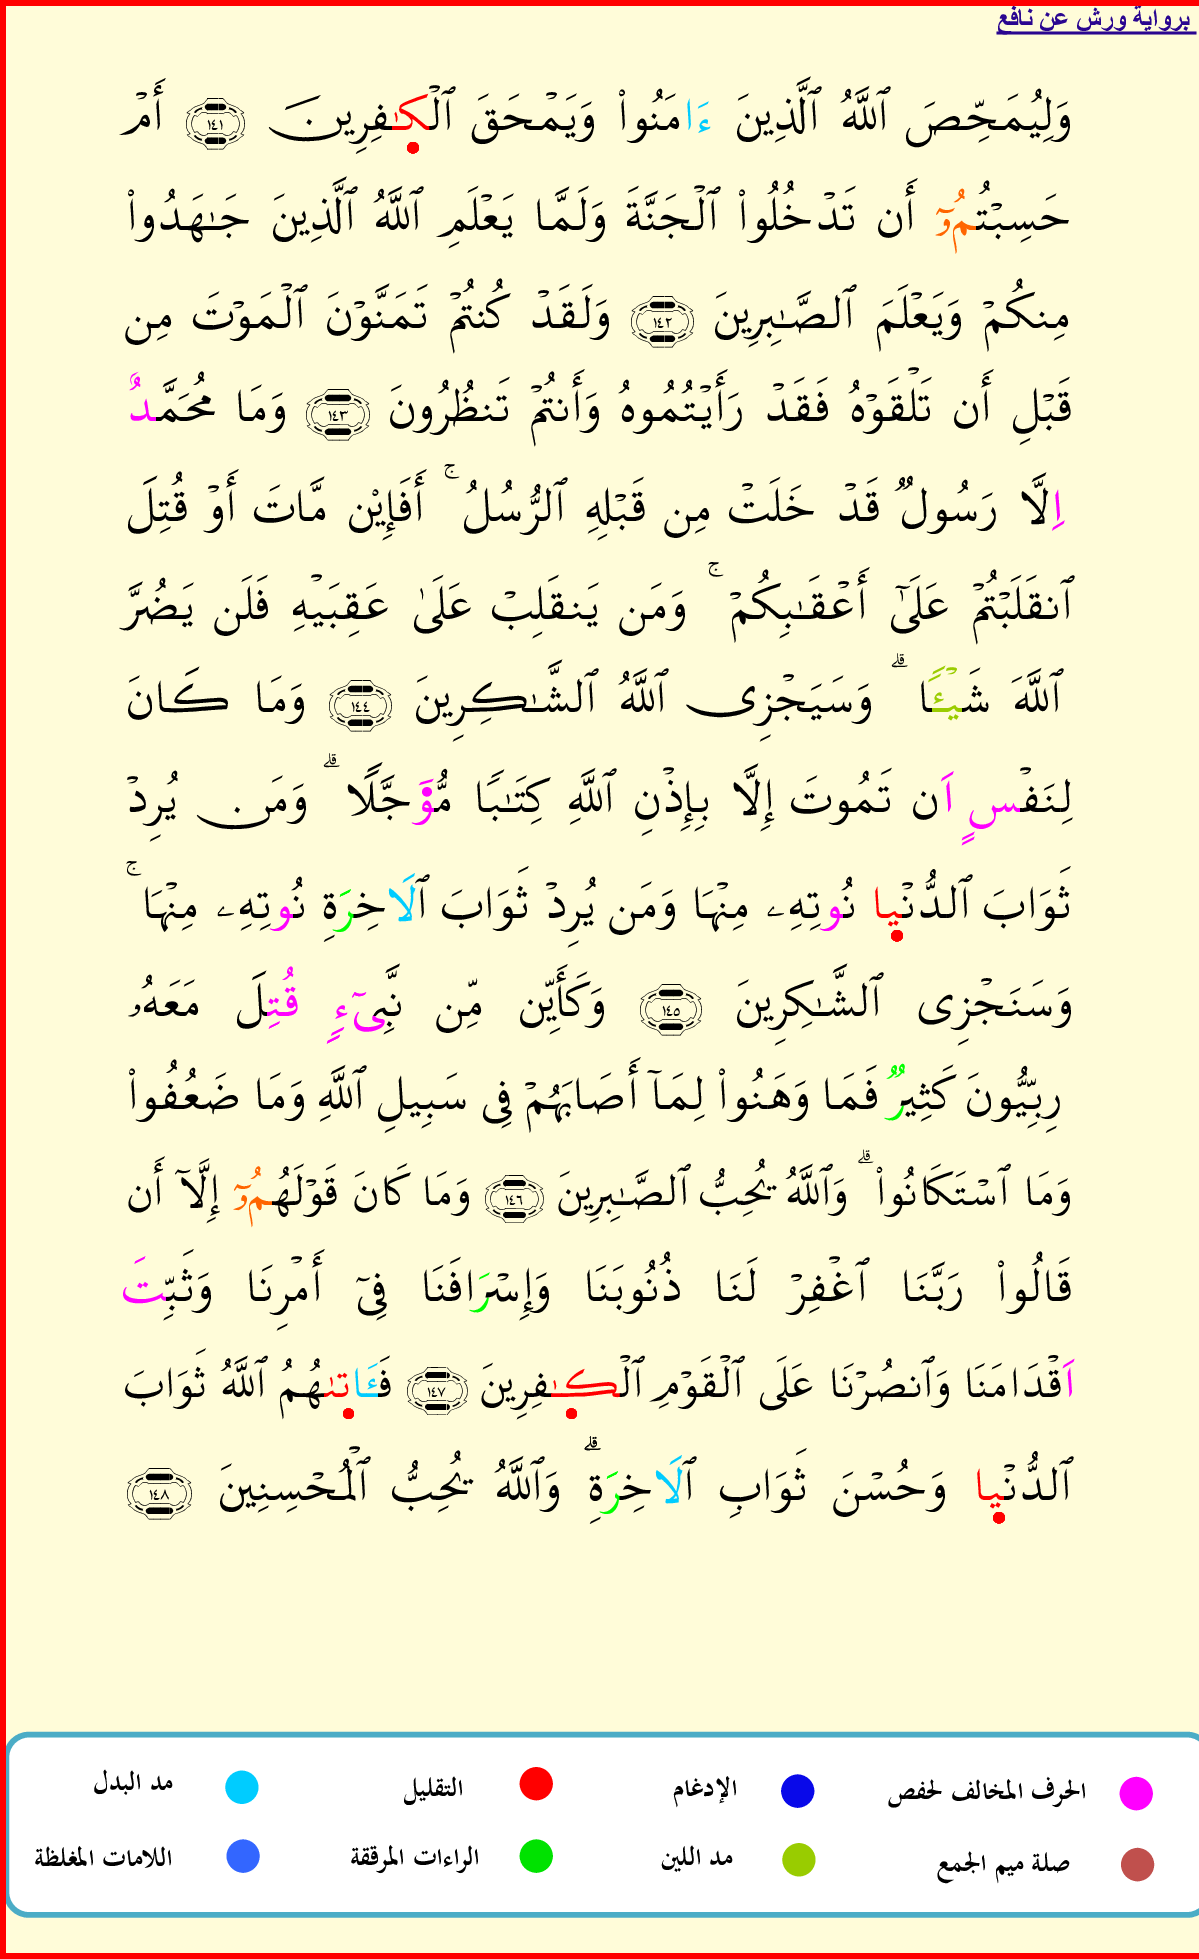 برواية ورش عن نافع
وَلِيُمَحِّصَ ٱللَّهُ ٱلَّذِينَ ءَامَنُواْ وَيَمْحَقَ ٱلْكَـٰفِرِينَ ١٤١ أَمْ
حَسِبْتُمُۥٓ أَن تَدْخُلُواْ ٱلْجَنَّةَ وَلَمَّا يَعْلَمِ ٱللَّهُ ٱلَّذِينَ جَـٰهَدُواْ
مِنكُمْ وَيَعْلَمَ ٱلصَّـٰبِرِينَ ١٤٢ وَلَقَدْ كُنتُمْ تَمَنَّوْنَ ٱلْمَوْتَ مِن
قَبْلِ أَن تَلْقَوْهُ فَقَدْ رَأَيْتُمُوهُ وَأَنتُمْ تَنظُرُونَ ١٤٣ وَمَا مُحَمَّدٌ
اِلَّا رَسُولٌ قَدْ خَلَتْ مِن قَبْلِهِ ٱلرُّسُلُ ۚ أَفَإِيْن مَّاتَ أَوْ قُتِلَ
ٱنقَلَبْتُمْ عَلَىٰٓ أَعْقَـٰبِكُمْ ۚ وَمَن يَنقَلِبْ عَلَىٰ عَقِبَيْهِ فَلَن يَضُرَّ
ٱللَّهَ شَيْـًٔا ۗ وَسَيَجْزِى ٱللَّهُ ٱلشَّـٰكِرِينَ ١٤٤ وَمَا كَانَ
لِنَفْسٍ اَن تَمُوتَ إِلَّا بِإِذْنِ ٱللَّهِ كِتَـٰبًا مُّوَ۬جَّلًا ۗ وَمَن يُرِدْ
ثَوَابَ ٱلدُّنْيا نُوتِهِۦ مِنْهَا وَمَن يُرِدْ ثَوَابَ ٱلَاخِرَةِ نُوتِهِۦ مِنْهَا ۚ
وَسَنَجْزِى ٱلشَّـٰكِرِينَ ١٤٥ وَكَأَيِّن مِّن نَّبِىٓءٍ قُتِلَ مَعَهُۥ
رِبِّيُّونَ كَثِيرٌ فَمَا وَهَنُواْ لِمَآ أَصَابَهُمْ فِى سَبِيلِ ٱللَّهِ وَمَا ضَعُفُواْ
وَمَا ٱسْتَكَانُواْ ۗ وَٱللَّهُ يُحِبُّ ٱلصَّـٰبِرِينَ ١٤٦ وَمَا كَانَ قَوْلَهُمُۥٓ إِلَّآ أَن
قَالُواْ رَبَّنَا ٱغْفِرْ لَنَا ذُنُوبَنَا وَإِسْرَافَنَا فِىٓ أَمْرِنَا وَثَبِّتَ
اَقْدَامَنَا وَٱنصُرْنَا عَلَى ٱلْقَوْمِ ٱلْكَـٰفِرِينَ ١٤٧ فَـَٔاتىٰهُمُ ٱللَّهُ ثَوَابَ
ٱلدُّنْيا وَحُسْنَ ثَوَابِ ٱلَاخِرَةِ ۗ وَٱللَّهُ يُحِبُّ ٱلْمُحْسِنِينَ ١٤٨
الحرف المخالف لحفص الإدغام التقليل مد البدل
صلة ميم الجمع مد اللين الراءات المرققة اللامات المغلظة